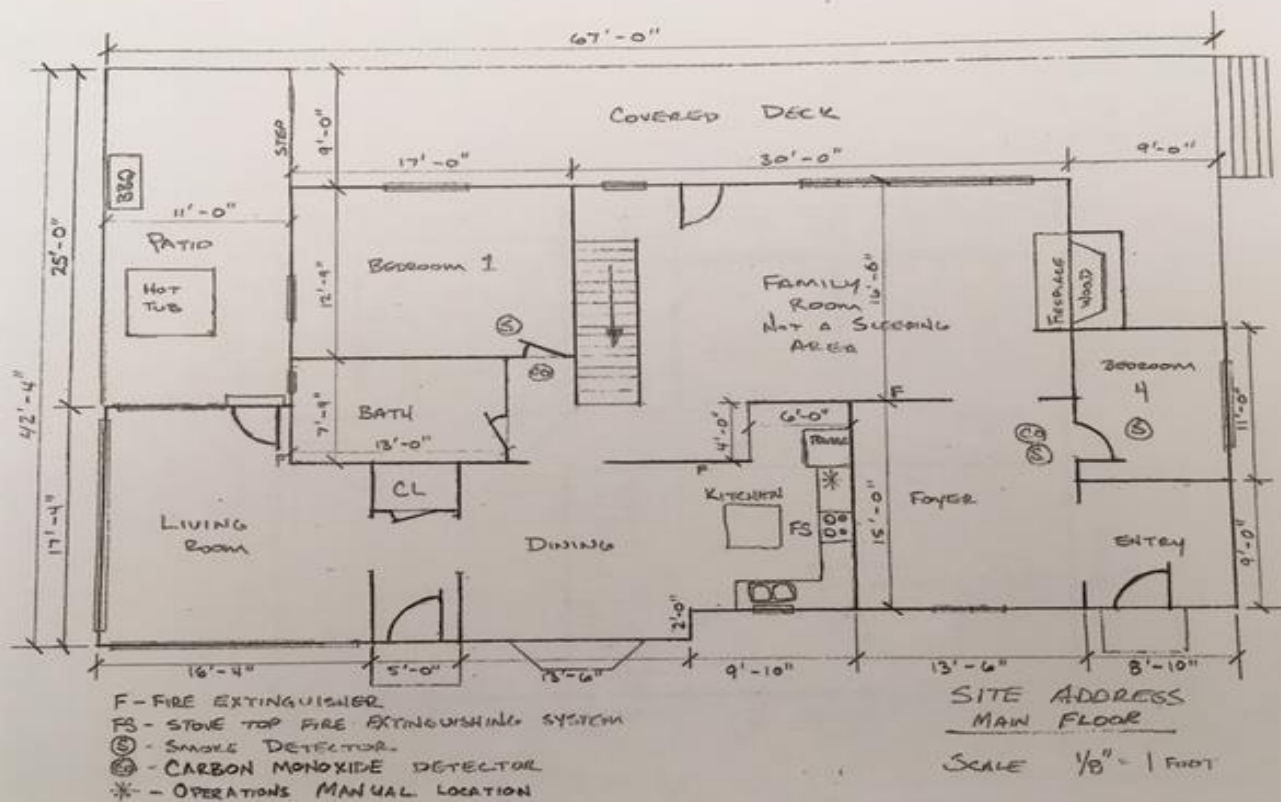 67'-0"
COVERED DECK
STEP
9'-0"
17'-0"
30'-0"
9'-0"
BBQ
11'-0"
PATIO
HOT
TUB
25'-0"
42'-4"
17'-4"
BEDROOM 1
12'-9"
S
CO
FAMILY
ROOM
NOT A SLEEPING
AREA
16'-8"
FIREPLACE
WOOD
BEDROOM
4
S
11'-0"
BATH
7'-9"
13'-0"
4'-0"
6'-0"
F
F
F
CO
S
CL
LIVING
ROOM
DINING
KITCHEN
FS
FOYER
15'-0"
ENTRY
9'-0"
2'-0"
16'-4"
5'-0"
13'-6"
9'-10"
13'-6"
8'-10"
F - FIRE EXTINGUISHER
FS - STOVE TOP FIRE EXTINGUISHING SYSTEM
S - SMOKE DETECTOR
CO - CARBON MONOXIDE DETECTOR
✳ - OPERATIONS MANUAL LOCATION
SITE ADDRESS
MAIN FLOOR
SCALE 1/8" = 1 FOOT